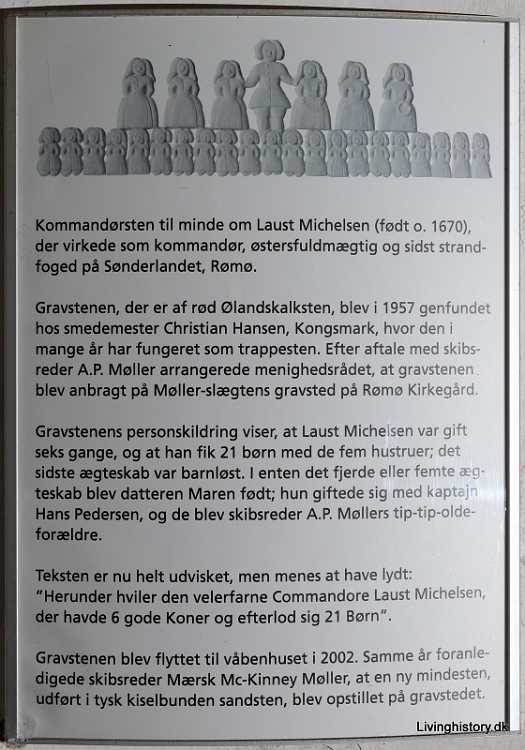 Kommandørsten til minde om Laust Michelsen (født o. 1670),
der virkede som kommandør, østersfuldmægtig og sidst strand-
foged på Sønderlandet, Rømø.
Gravstenen, der er af rød Ølandskalksten, blev i 1957 genfundet
hos smedemester Christian Hansen, Kongsmark, hvor den i
mange år har fungeret som trappesten. Efter aftale med skibs-
reder A.P. Møller arrangerede menighedsrådet, at gravstenen
blev anbragt på Møller-slægtens gravsted på Rømø Kirkegård.
Gravstenens personskildring viser, at Laust Michelsen var gift
seks gange, og at han fik 21 børn med de fem hustruer; det
sidste ægteskab var barnløst. I enten det fjerde eller femte æg-
teskab blev datteren Maren født; hun giftede sig med kaptajn
Hans Pedersen, og de blev skibsreder A.P. Møllers tip-tip-olde-
forældre.
Teksten er nu helt udvisket, men menes at have lydt:
"Herunder hviler den velerfarne Commandore Laust Michelsen,
der havde 6 gode Koner og efterlod sig 21 Børn".
Gravstenen blev flyttet til våbenhuset i 2002. Samme år foranle-
digede skibsreder Mærsk Mc-Kinney Møller, at en ny mindesten,
udført i tysk kiselbunden sandsten, blev opstillet på gravstedet.
Livinghistory.dk